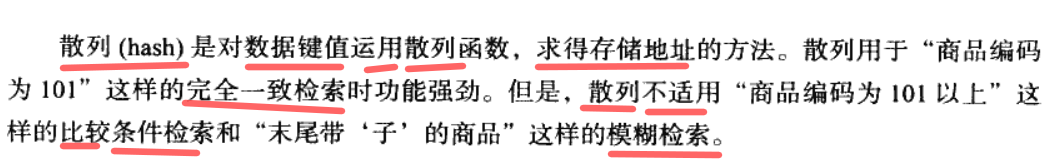 散列 (hash) 是对数据键值运用散列函数，求得存储地址的方法。散列用于“商品编码
为 101”这样的完全一致检索时功能强劲。但是，散列不适用“商品编码为 101 以上”这
样的比较条件检索和“末尾带‘子’的商品”这样的模糊检索。